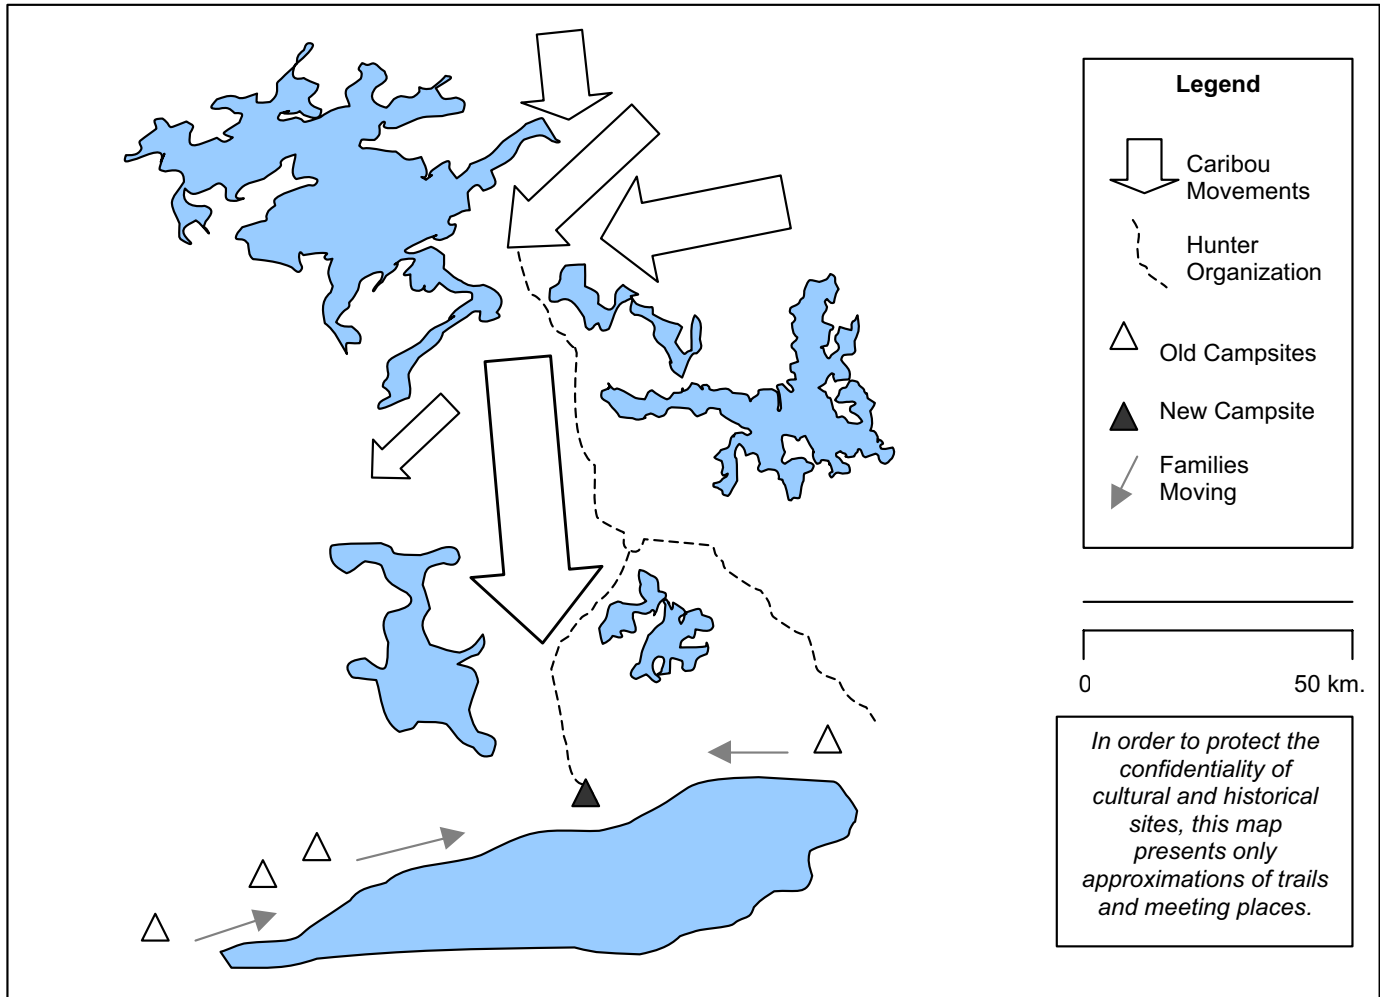 Legend
Caribou
Movements
Hunter
Organization
Old Campsites
New Campsite
Families
Moving
0 50 km.
In order to protect the
confidentiality of
cultural and historical
sites, this map
presents only
approximations of trails
and meeting places.